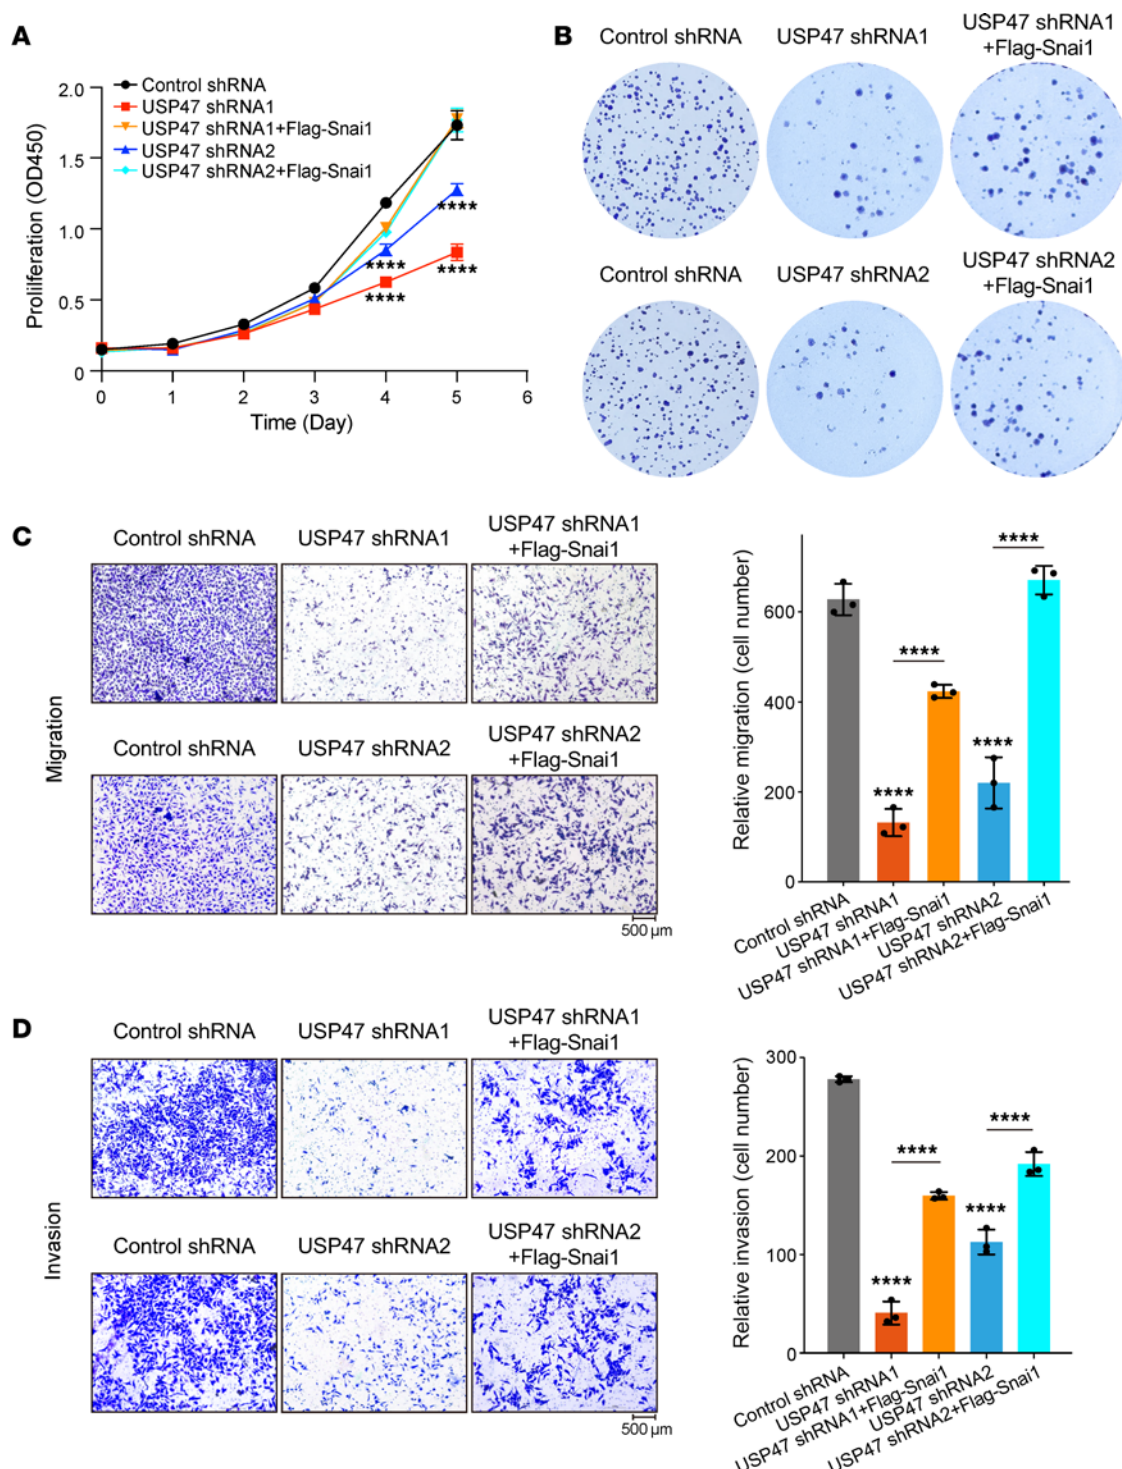 A
Control shRNA
USP47 shRNA1
USP47 shRNA1+Flag-Snai1
USP47 shRNA2
USP47 shRNA2+Flag-Snai1
Proliferation (OD450)
2.0
1.5
1.0
0.5
0
****
****
****
****
0 1 2 3 4 5 6
Time (Day)
B
Control shRNA
USP47 shRNA1
USP47 shRNA1
+Flag-Snai1
Control shRNA
USP47 shRNA2
USP47 shRNA2
+Flag-Snai1
C
Migration
Control shRNA
USP47 shRNA1
USP47 shRNA1
+Flag-Snai1
Control shRNA
USP47 shRNA2
USP47 shRNA2
+Flag-Snai1
500 µm
Relative migration (cell number)
600
400
200
0
****
****
****
****
Control shRNA
USP47 shRNA1
USP47 shRNA1+Flag-Snai1
USP47 shRNA2
USP47 shRNA2+Flag-Snai1
D
Invasion
Control shRNA
USP47 shRNA1
USP47 shRNA1
+Flag-Snai1
Control shRNA
USP47 shRNA2
USP47 shRNA2
+Flag-Snai1
500 µm
Relative invasion (cell number)
300
200
100
0
****
****
****
****
Control shRNA
USP47 shRNA1
USP47 shRNA1+Flag-Snai1
USP47 shRNA2
USP47 shRNA2+Flag-Snai1